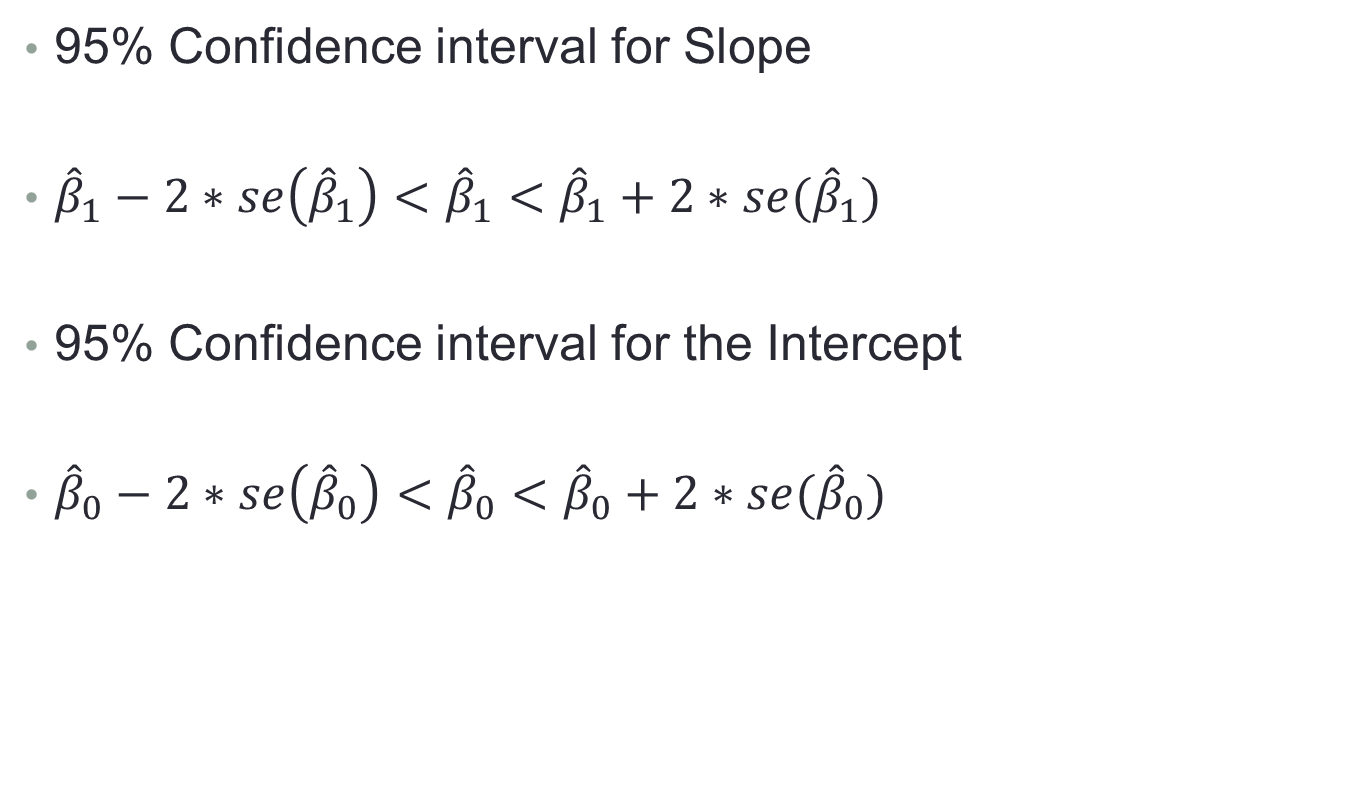 • 95% Confidence interval for Slope
• β̂₁ − 2 ∗ se(β̂₁) < β̂₁ < β̂₁ + 2 ∗ se(β̂₁)
• 95% Confidence interval for the Intercept
• β̂₀ − 2 ∗ se(β̂₀) < β̂₀ < β̂₀ + 2 ∗ se(β̂₀)